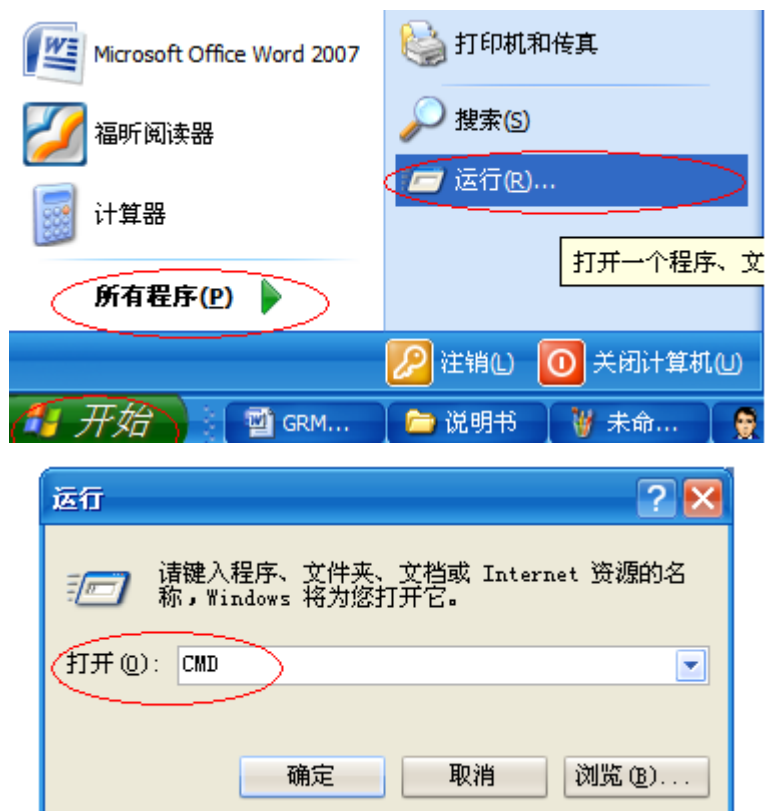 Microsoft Office Word 2007
打印机和传真
福昕阅读器
搜索(S)
运行(R)...
计算器
打开一个程序、文
所有程序(P)
注销(L)
关闭计算机(U)
开始
GRM...
说明书
未命...
运行
请键入程序、文件夹、文档或 Internet 资源的名
称，Windows 将为您打开它。
打开(O): CMD
确定
取消
浏览(B)...